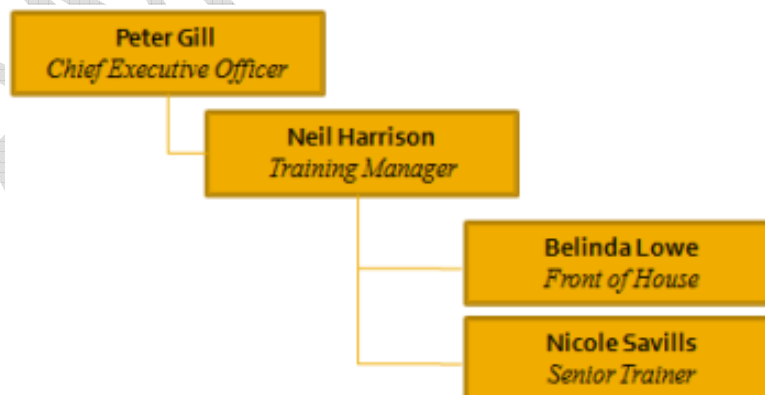 Peter Gill
Chief Executive Officer
Neil Harrison
Training Manager
Belinda Lowe
Front of House
Nicole Savills
Senior Trainer